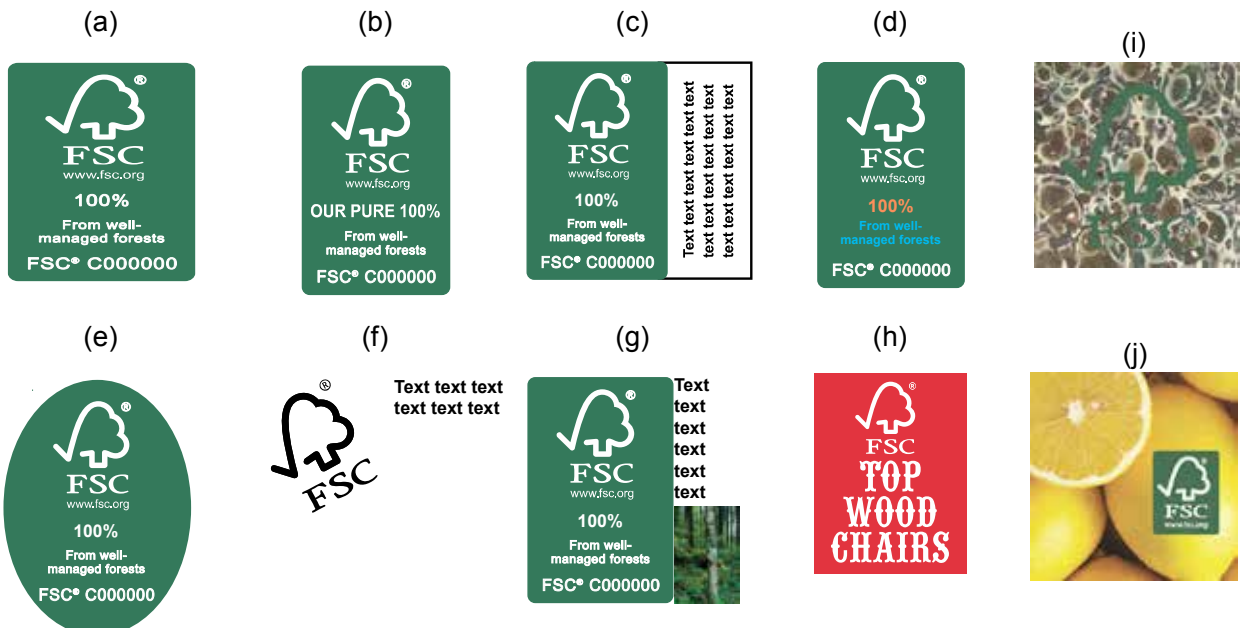 (a)
(b)
(c)
(d)
(i)
®
FSC
www.fsc.org
100%
From well-
managed forests
FSC® C000000
®
FSC
www.fsc.org
OUR PURE 100%
From well-
managed forests
FSC® C000000
®
FSC
www.fsc.org
100%
From well-
managed forests
FSC® C000000
Text text text text text
text text text text text
text text text text text
®
FSC
www.fsc.org
100%
From well-
managed forests
FSC® C000000
FSC
(e)
(f)
(g)
(h)
(j)
®
FSC
www.fsc.org
100%
From well-
managed forests
FSC® C000000
®
FSC
Text text text
text text text
®
FSC
www.fsc.org
100%
From well-
managed forests
FSC® C000000
Text
text
text
text
text
text
®
FSC
TOP
WOOD
CHAIRS
®
FSC
www.fsc.org